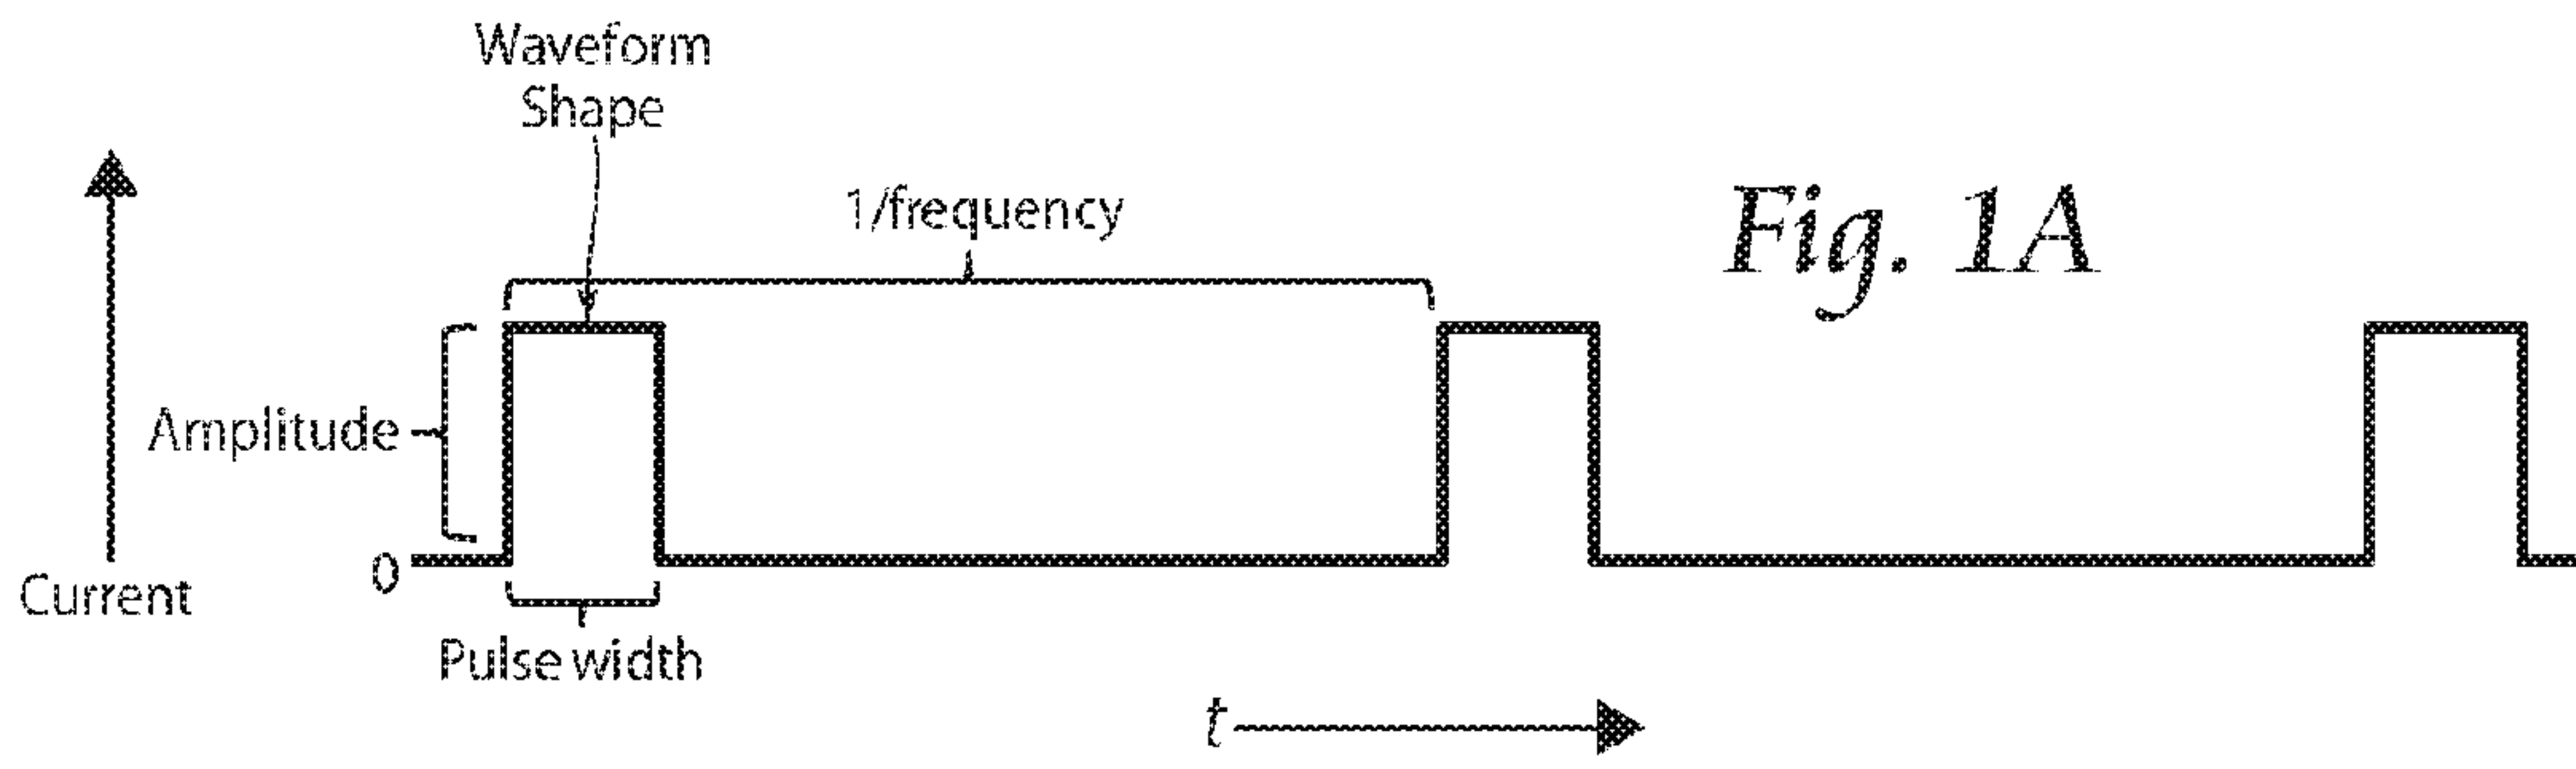 Waveform
Shape
1/frequency
Fig. 1A
Amplitude
0
Current
Pulse width
t